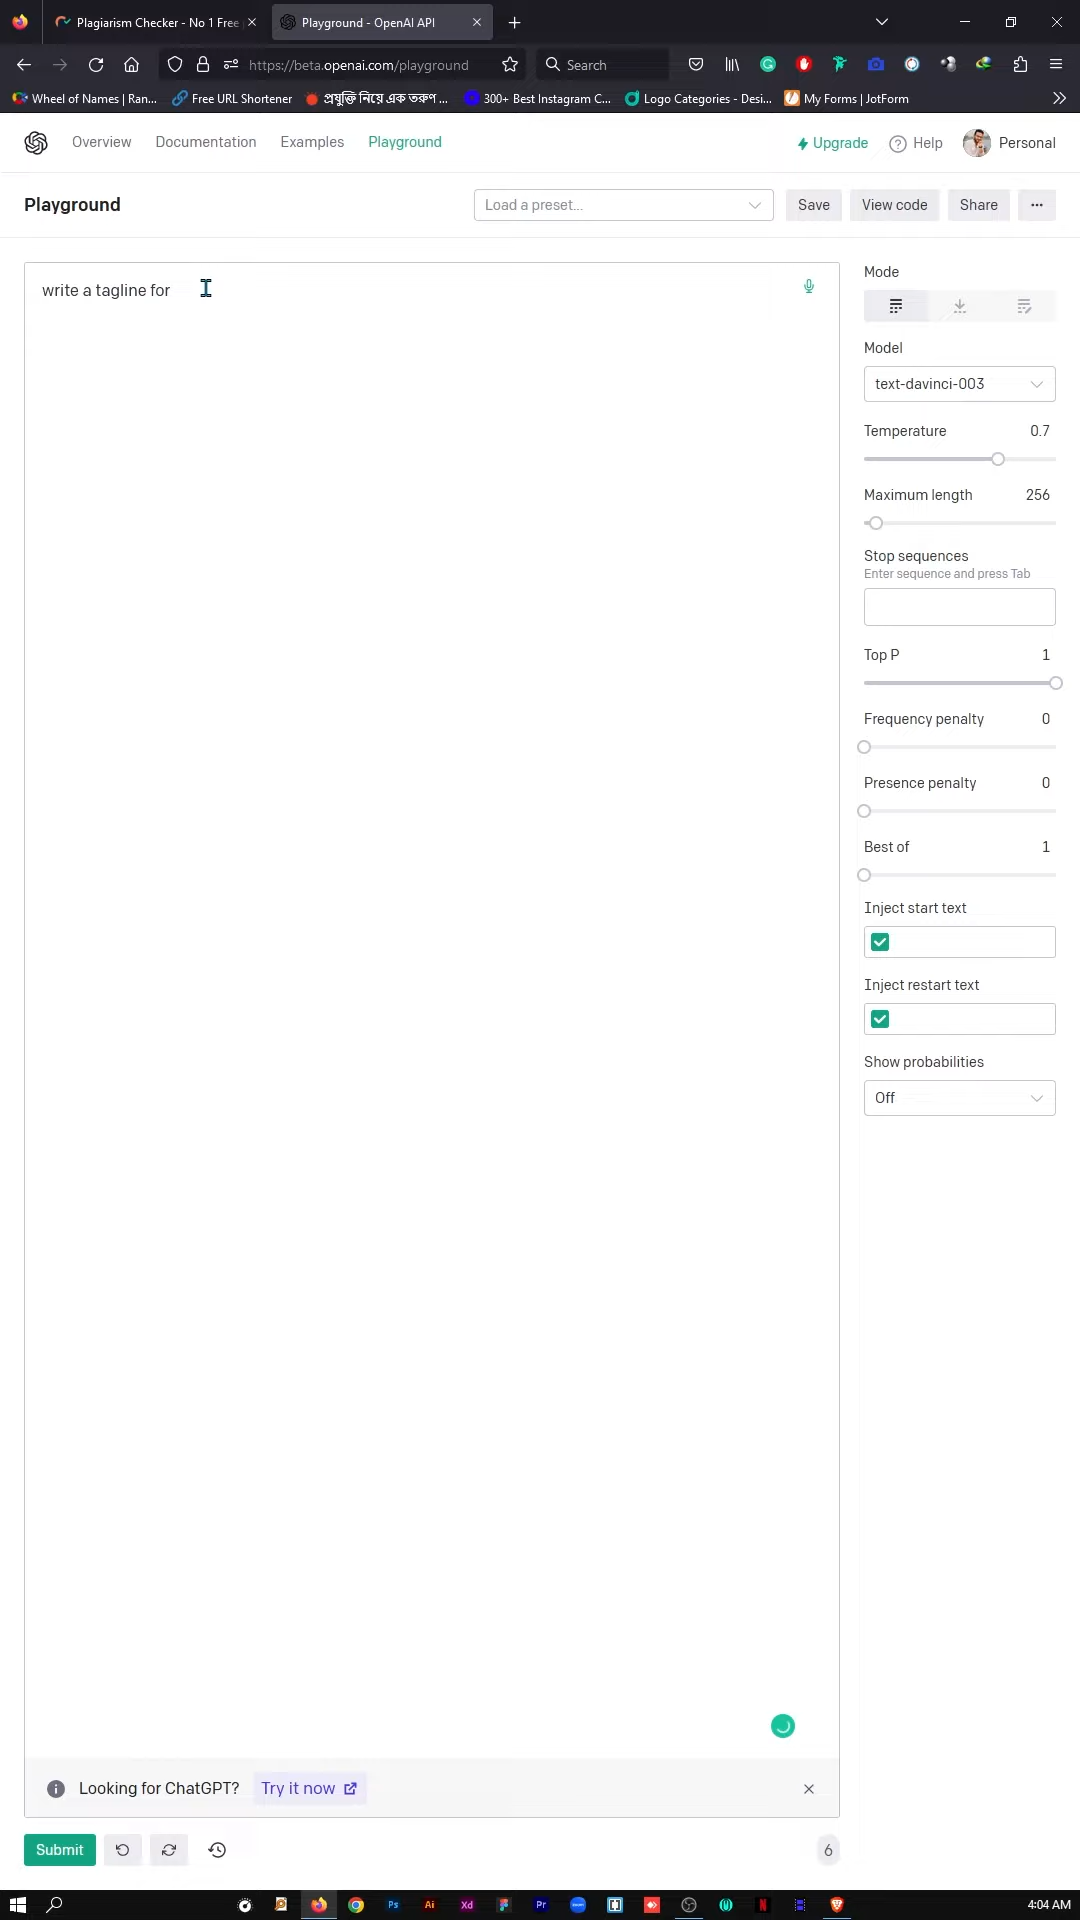 Plagiarism Checker - No 1 Free
Playground - OpenAI API
https://beta.openai.com/playground
Search
Wheel of Names | Ran...
Free URL Shortener
প্রযুক্তি নিয়ে এক তরুণ ...
300+ Best Instagram C...
Logo Categories - Desi...
My Forms | JotForm
Overview
Documentation
Examples
Playground
Upgrade
Help
Personal
Playground
Load a preset...
Save
View code
Share
...
write a tagline for
Mode
Model
text-davinci-003
Temperature 0.7
Maximum length 256
Stop sequences
Enter sequence and press Tab
Top P 1
Frequency penalty 0
Presence penalty 0
Best of 1
Inject start text
Inject restart text
Show probabilities
Off
Looking for ChatGPT? Try it now
Submit
6
Ps
Ai
Xd
Pr
zoom
N
4:04 AM